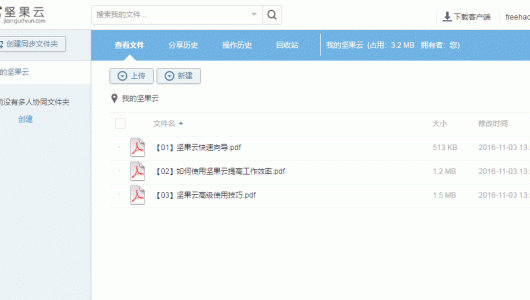 坚果云
jianguoyun.com
搜索我的文件...
下载客户端
freehac
创建同步文件夹
查看文件 分享历史 操作历史 回收站 我的坚果云 (占用：3.2 MB 拥有者：您)
的坚果云
上传 新建
没有多人协同文件夹
我的坚果云
创建
文件名 大小 修改时间
【01】坚果云快速向导.pdf 513 KB 2016-11-03 13:
【02】如何使用坚果云提高工作效率.pdf 1.2 MB 2016-11-03 13:
【03】坚果云高级使用技巧.pdf 1.5 MB 2016-11-03 13: